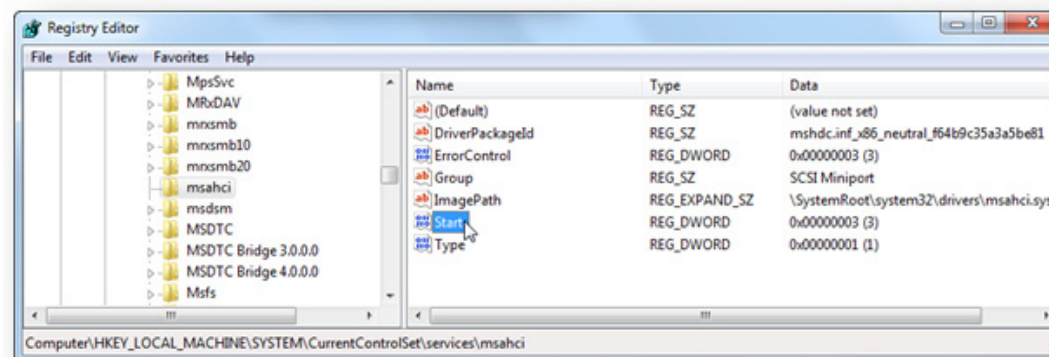 Registry Editor
File Edit View Favorites Help
MpsSvc
MRxDAV
mrxsmb
mrxsmb10
mrxsmb20
msahci
msdsm
MSDTC
MSDTC Bridge 3.0.0.0
MSDTC Bridge 4.0.0.0
Msfs
Name Type Data
(Default) REG_SZ (value not set)
DriverPackageId REG_SZ mshdc.inf_x86_neutral_f64b9c35a3a5be81
ErrorControl REG_DWORD 0x00000003 (3)
Group REG_SZ SCSI Miniport
ImagePath REG_EXPAND_SZ \SystemRoot\system32\drivers\msahci.sys
Start REG_DWORD 0x00000003 (3)
Type REG_DWORD 0x00000001 (1)
Computer\HKEY_LOCAL_MACHINE\SYSTEM\CurrentControlSet\services\msahci